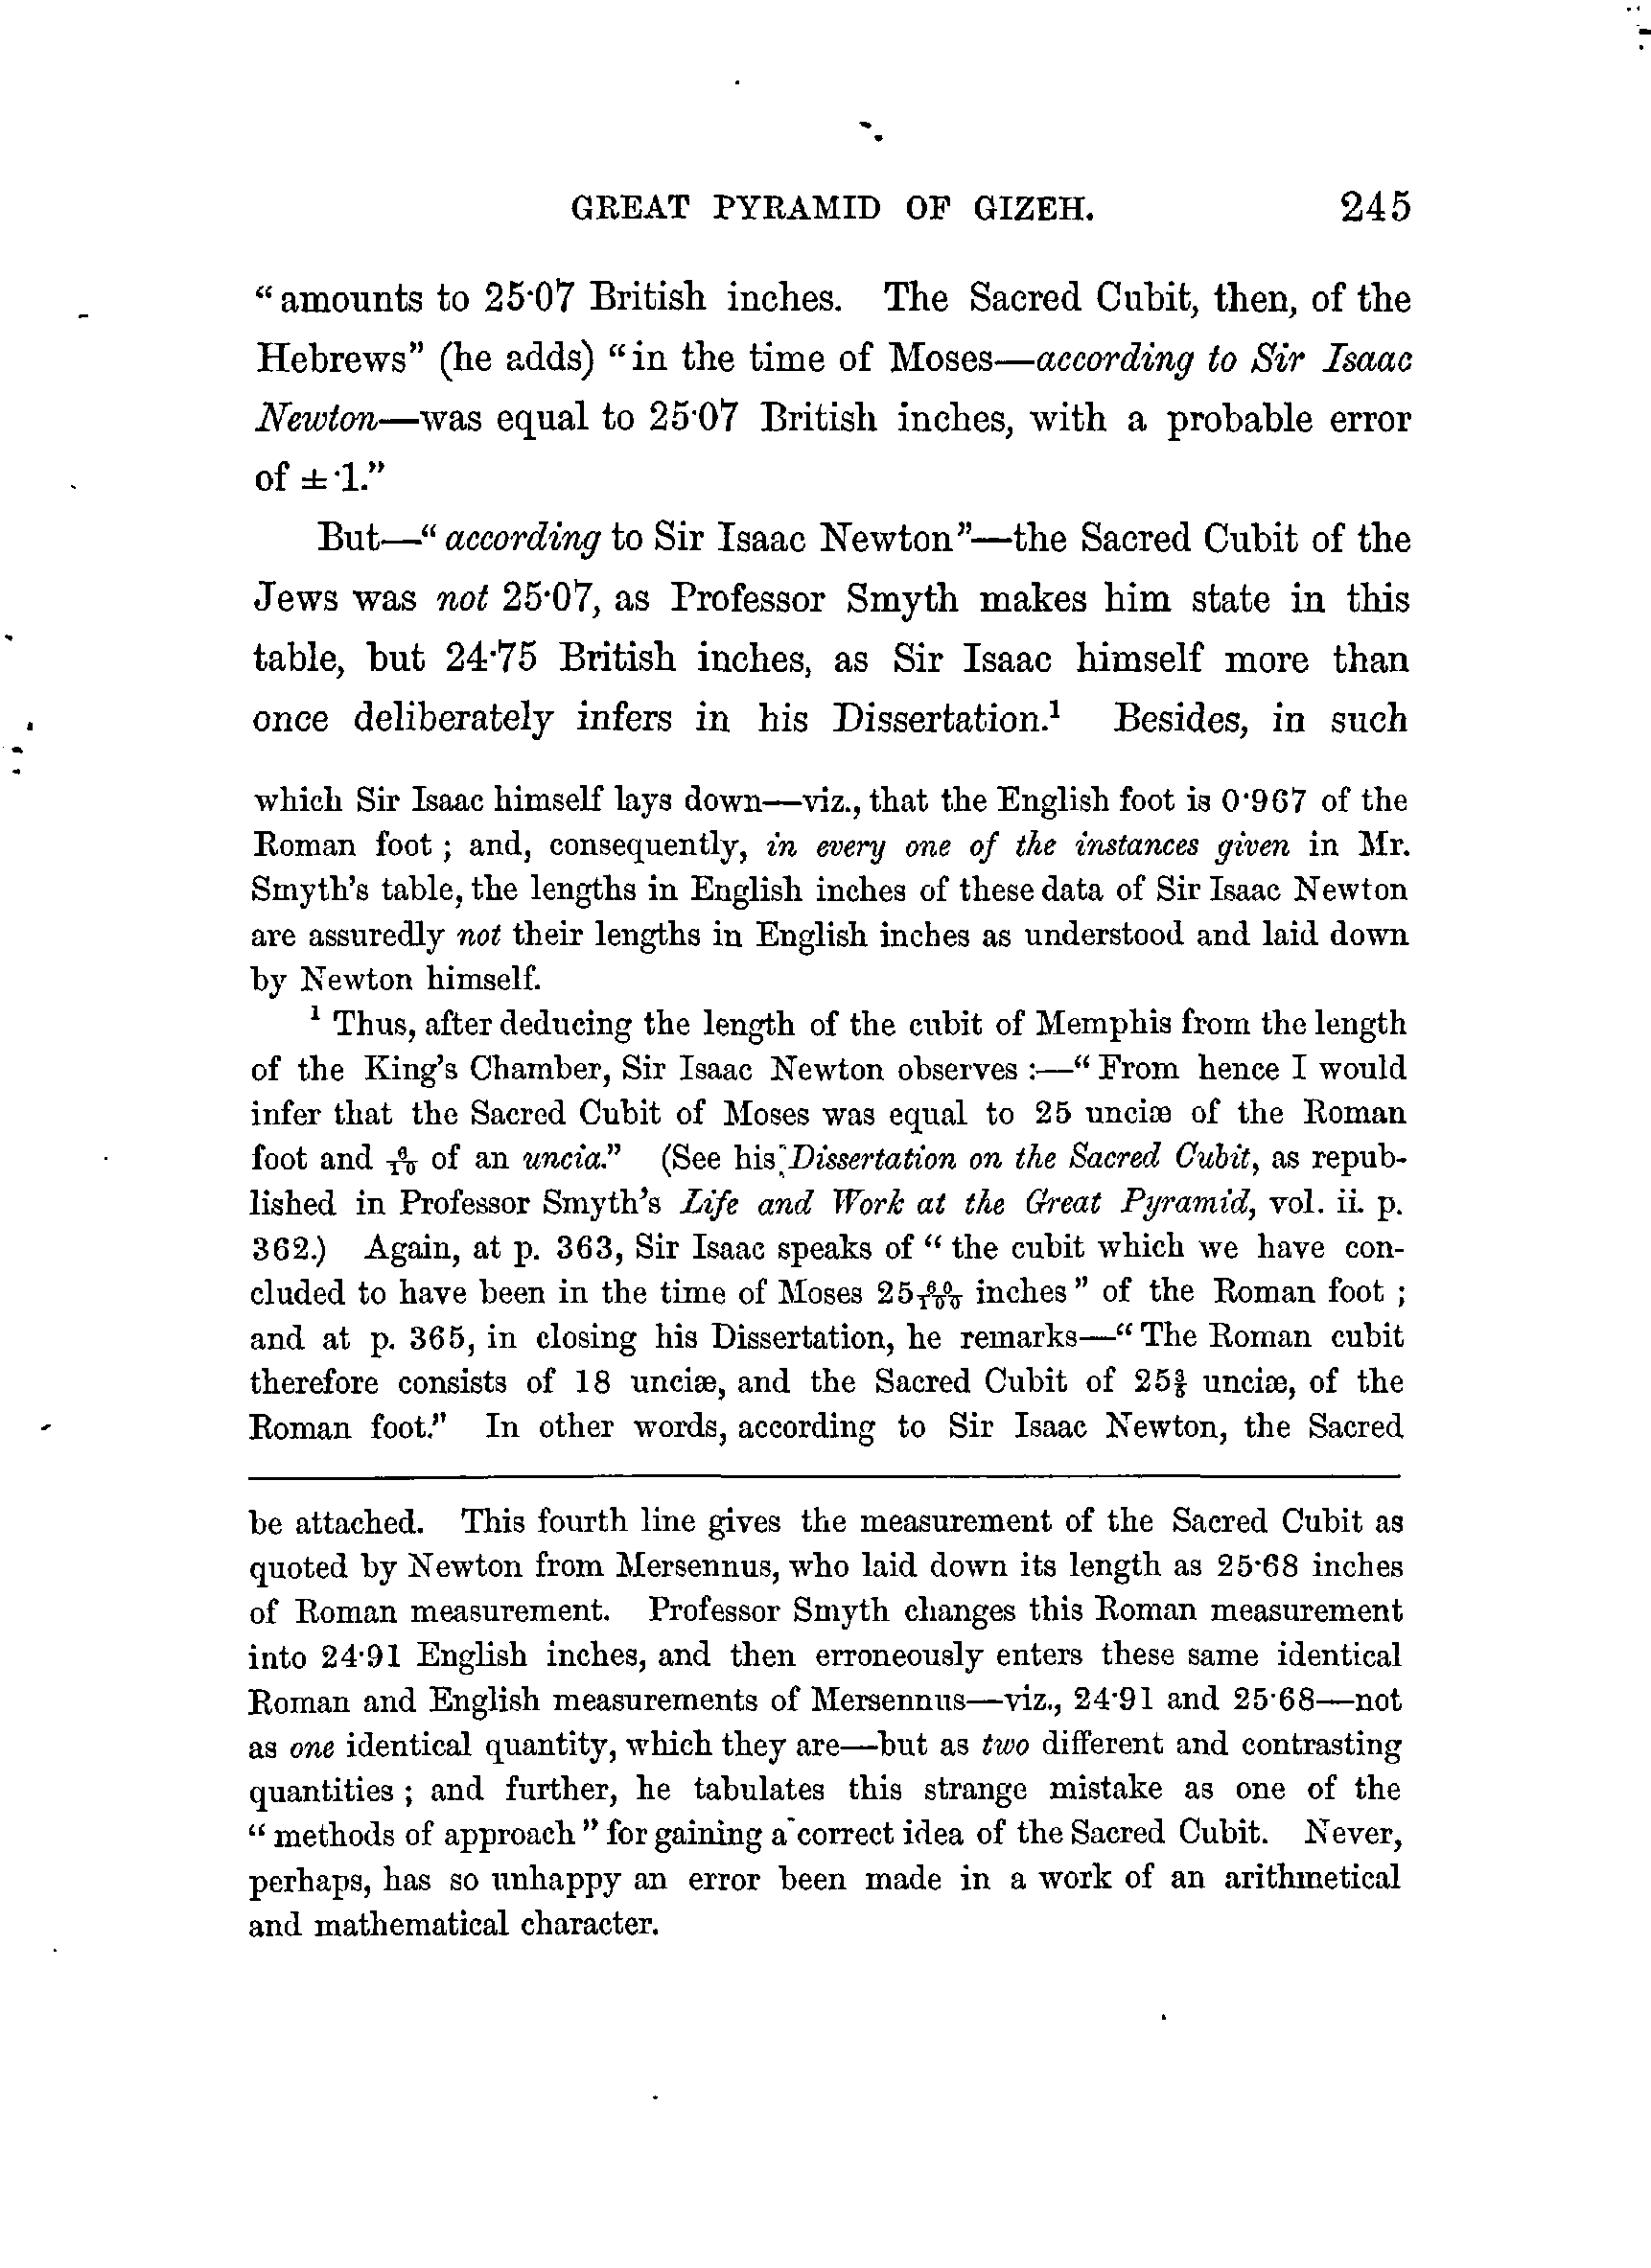 GREAT PYRAMID OF GIZEH. 245
“amounts to 25·07 British inches. The Sacred Cubit, then, of the
Hebrews” (he adds) “in the time of Moses—according to Sir Isaac
Newton—was equal to 25·07 British inches, with a probable error
of ± ·1.”
But—“according to Sir Isaac Newton”—the Sacred Cubit of the
Jews was not 25·07, as Professor Smyth makes him state in this
table, but 24·75 British inches, as Sir Isaac himself more than
once deliberately infers in his Dissertation.¹ Besides, in such
which Sir Isaac himself lays down—viz., that the English foot is 0·967 of the
Roman foot ; and, consequently, in every one of the instances given in Mr.
Smyth’s table, the lengths in English inches of these data of Sir Isaac Newton
are assuredly not their lengths in English inches as understood and laid down
by Newton himself.
¹ Thus, after deducing the length of the cubit of Memphis from the length
of the King’s Chamber, Sir Isaac Newton observes :—“From hence I would
infer that the Sacred Cubit of Moses was equal to 25 unciæ of the Roman
foot and 6/10 of an uncia.” (See his Dissertation on the Sacred Cubit, as repub-
lished in Professor Smyth’s Life and Work at the Great Pyramid, vol. ii. p.
362.) Again, at p. 363, Sir Isaac speaks of “the cubit which we have con-
cluded to have been in the time of Moses 25 60/100 inches” of the Roman foot ;
and at p. 365, in closing his Dissertation, he remarks—“The Roman cubit
therefore consists of 18 unciæ, and the Sacred Cubit of 25 3/5 unciæ, of the
Roman foot.” In other words, according to Sir Isaac Newton, the Sacred
be attached. This fourth line gives the measurement of the Sacred Cubit as
quoted by Newton from Mersennus, who laid down its length as 25·68 inches
of Roman measurement. Professor Smyth changes this Roman measurement
into 24·91 English inches, and then erroneously enters these same identical
Roman and English measurements of Mersennus—viz., 24·91 and 25·68—not
as one identical quantity, which they are—but as two different and contrasting
quantities ; and further, he tabulates this strange mistake as one of the
“methods of approach” for gaining a correct idea of the Sacred Cubit. Never,
perhaps, has so unhappy an error been made in a work of an arithmetical
and mathematical character.